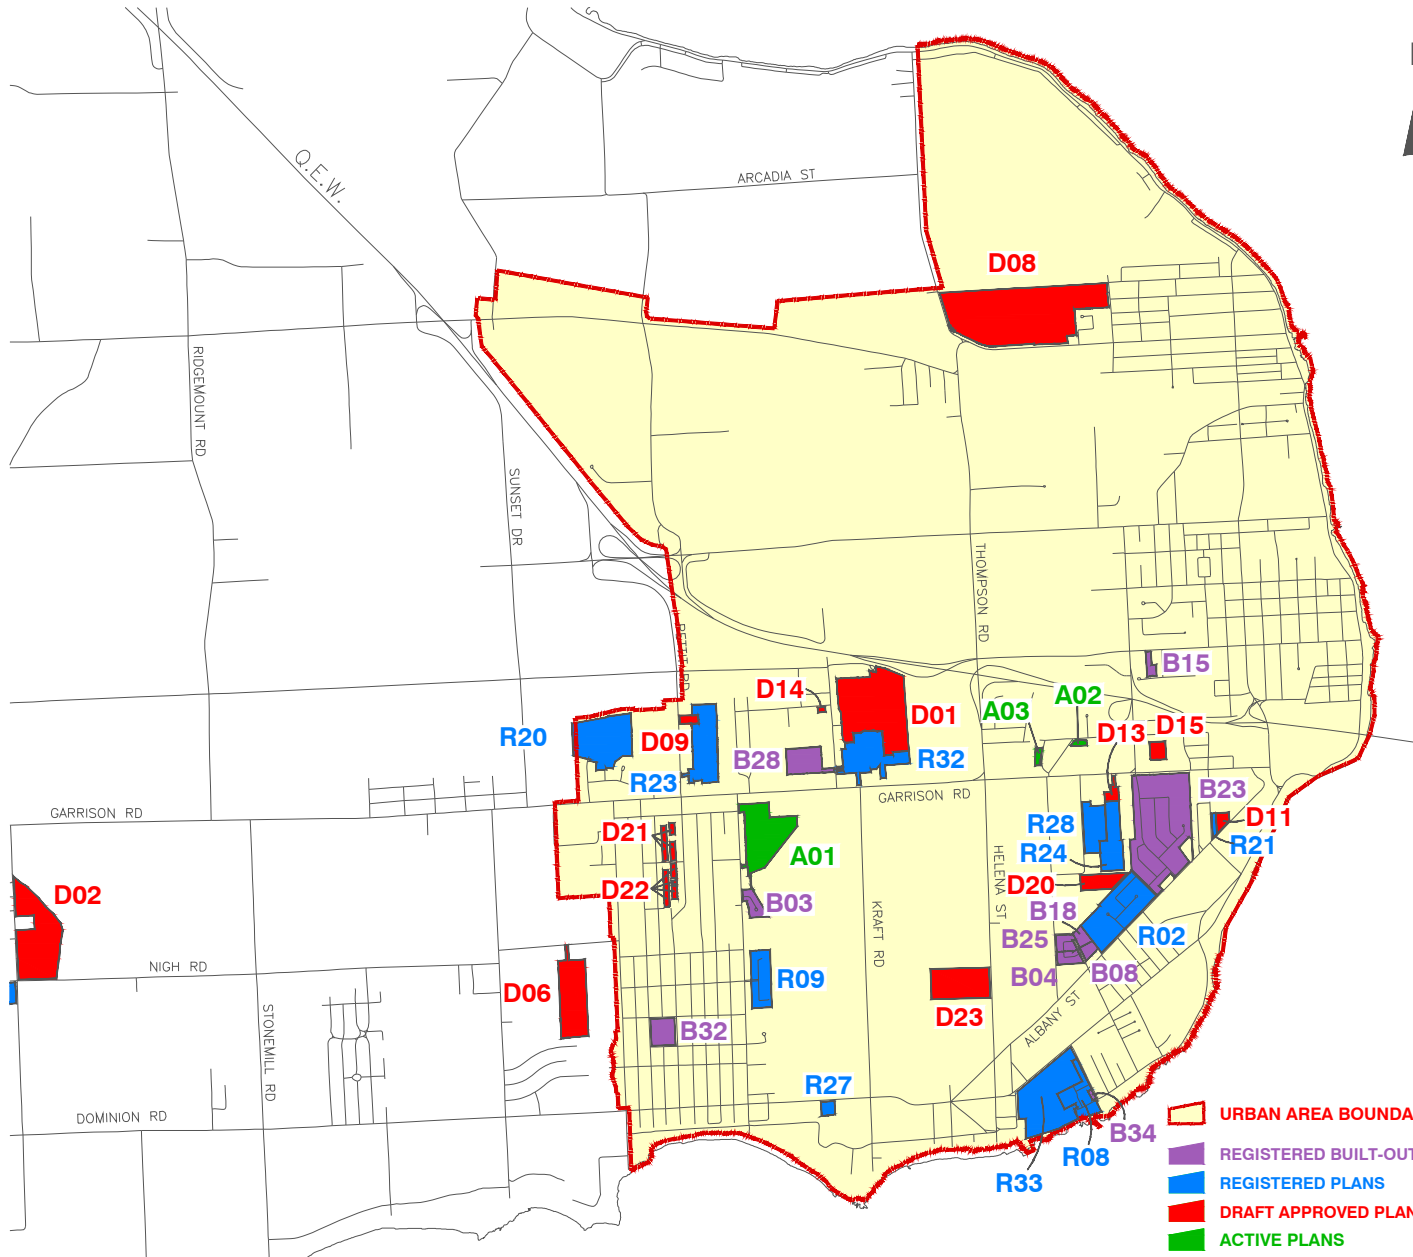 Q.E.W.
ARCADIA ST
D08
RIDGEMOUNT RD
SUNSET DR
THOMPSON RD
B15
D14
A02
A03
D01
D13
D15
R20
D09
B28
R32
R23
B23
GARRISON RD
GARRISON RD
D21
R28
D11
R21
A01
R24
D02
D22
HELENA ST
D20
B03
KRAFT RD
B18
R02
B25
NIGH RD
B04
B08
D06
R09
D23
STONEMILL RD
B32
ALBANY ST
R27
DOMINION RD
B34
R08
R33
URBAN AREA BOUNDA
REGISTERED BUILT-OUT
REGISTERED PLANS
DRAFT APPROVED PLAN
ACTIVE PLANS